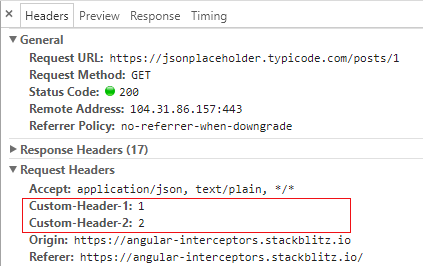 Headers Preview Response Timing
General
Request URL: https://jsonplaceholder.typicode.com/posts/1
Request Method: GET
Status Code: 200
Remote Address: 104.31.86.157:443
Referrer Policy: no-referrer-when-downgrade
Response Headers (17)
Request Headers
Accept: application/json, text/plain, */*
Custom-Header-1: 1
Custom-Header-2: 2
Origin: https://angular-interceptors.stackblitz.io
Referer: https://angular-interceptors.stackblitz.io/